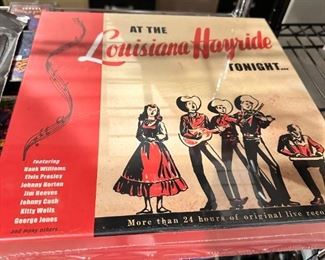 AT THE
Louisiana Hayride
TONIGHT...
featuring
Hank Williams
Elvis Presley
Johnny Horton
Jim Reeves
Johnny Cash
Kitty Wells
George Jones
and many others
More than 24 hours of original live reco